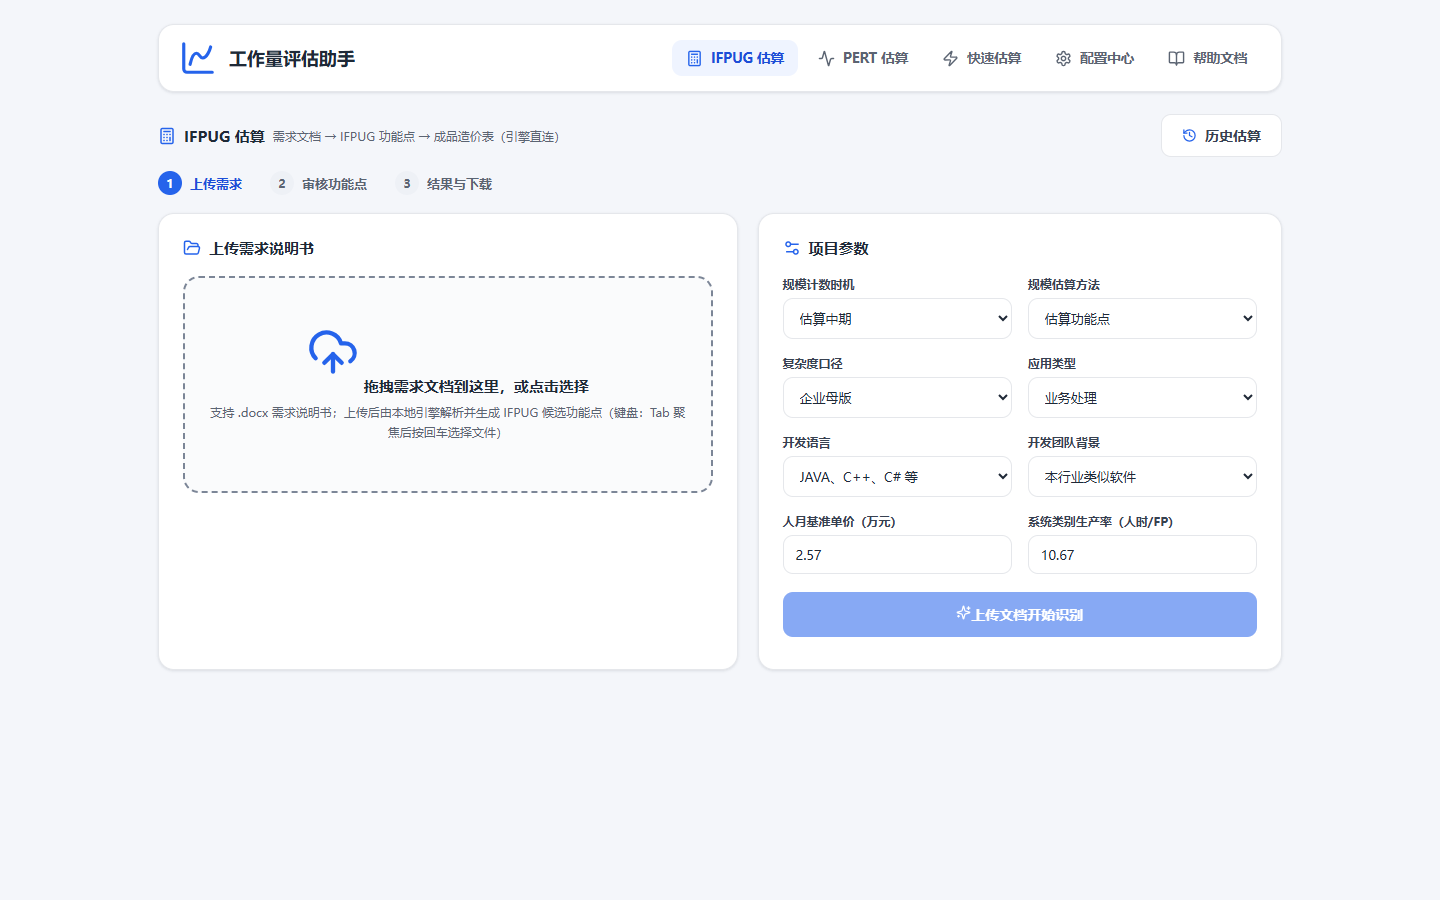 工作量评估助手
IFPUG 估算
PERT 估算
快速估算
配置中心
帮助文档
IFPUG 估算 需求文档 → IFPUG 功能点 → 成品造价表（引擎直连）
历史估算
1 上传需求
2 审核功能点
3 结果与下载
上传需求说明书
拖拽需求文档到这里，或点击选择
支持 .docx 需求说明书；上传后由本地引擎解析并生成 IFPUG 候选功能点（键盘：Tab 聚
焦后按回车选择文件）
项目参数
规模计数时机
规模估算方法
估算中期
估算功能点
复杂度口径
应用类型
企业母版
业务处理
开发语言
开发团队背景
JAVA、C++、C# 等
本行业类似软件
人月基准单价（万元）
系统类别生产率（人时/FP）
2.57
10.67
上传文档开始识别